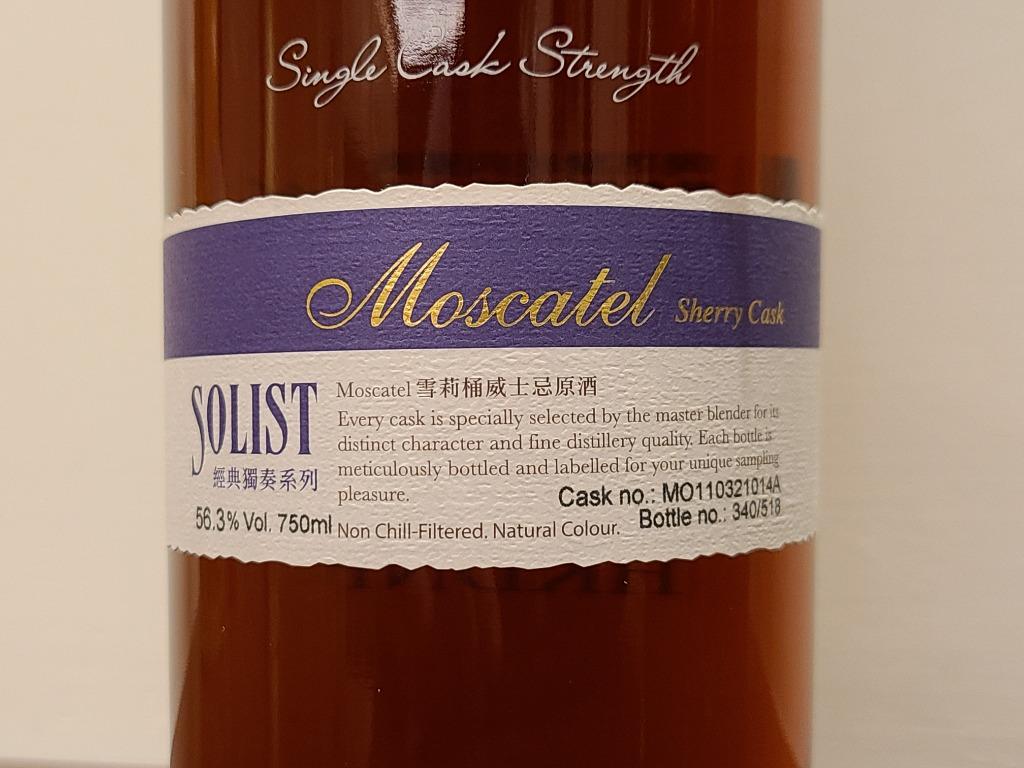 Single Cask Strength
Moscatel Sherry Cask
SOLIST
經典獨奏系列
56.3% Vol. 750ml
Moscatel 雪莉桶威士忌原酒
Every cask is specially selected by the master blender for its
distinct character and fine distillery quality. Each bottle is
meticulously bottled and labelled for your unique sampling
pleasure.
Cask no.: MO110321014A
Non Chill-Filtered. Natural Colour.
Bottle no.: 340/518